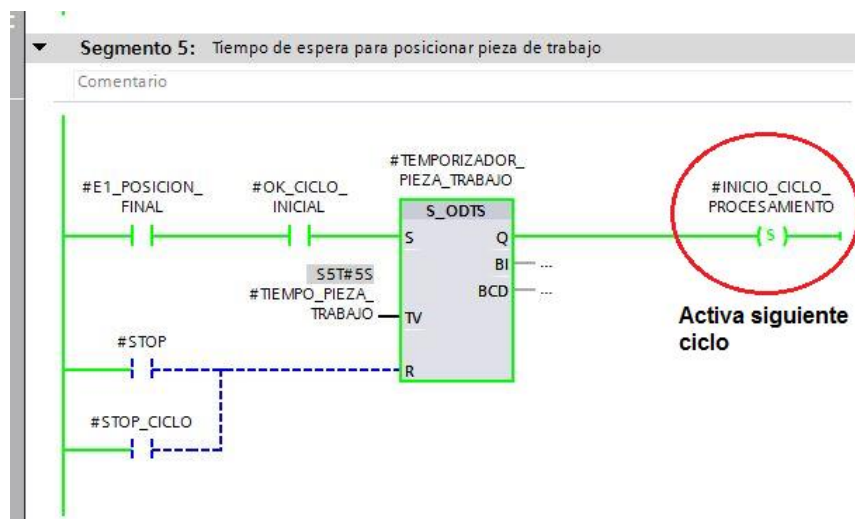 Segmento 5: Tiempo de espera para posicionar pieza de trabajo
Comentario
#E1_POSICION_
FINAL
#OK_CICLO_
INICIAL
#TEMPORIZADOR_
PIEZA_TRABAJO
S_ODTS
S
Q
BI
...
BCD
...
S5T#5S
#TIEMPO_PIEZA_
TRABAJO
TV
#STOP
R
#STOP_CICLO
#INICIO_CICLO_
PROCESAMIENTO
S
Activa siguiente
ciclo